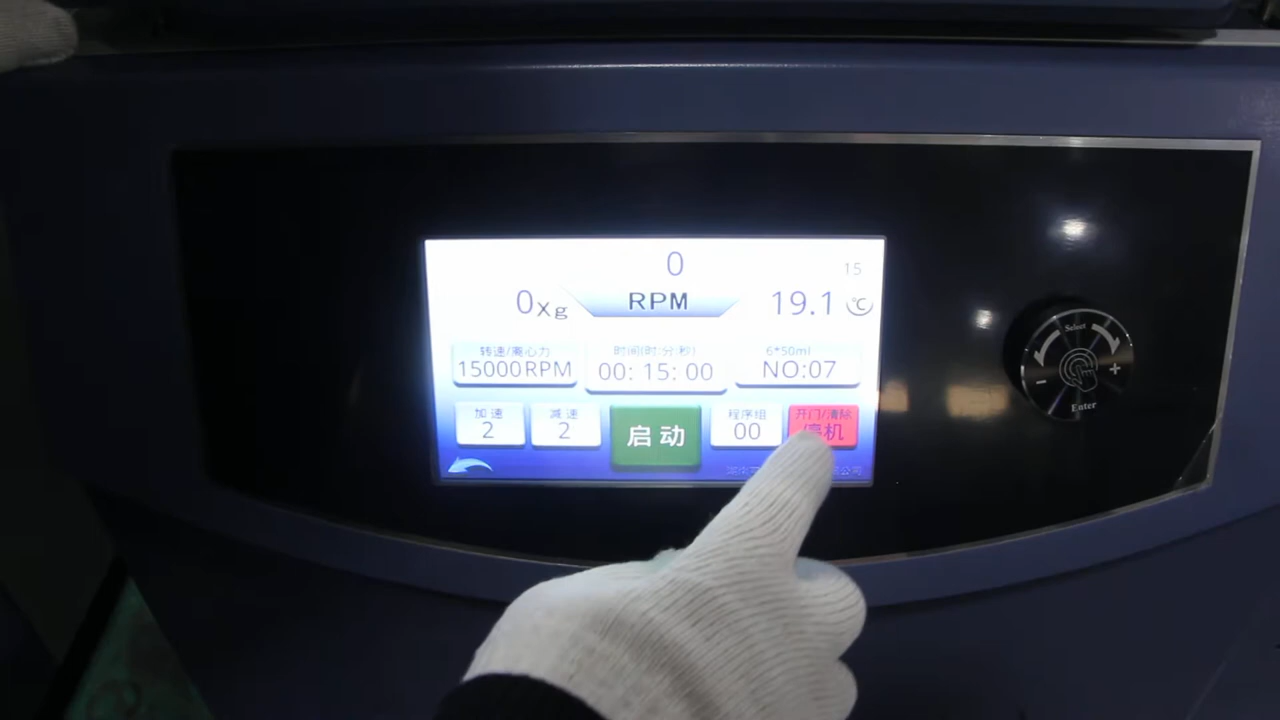 0
15
0xg
RPM
19.1 ℃
转速/离心力
15000RPM
时间(时:分:秒)
00: 15: 00
6*50ml
NO:07
加速
2
减速
2
启动
程序组
00
开门/清除
停机
Select
- +
Enter